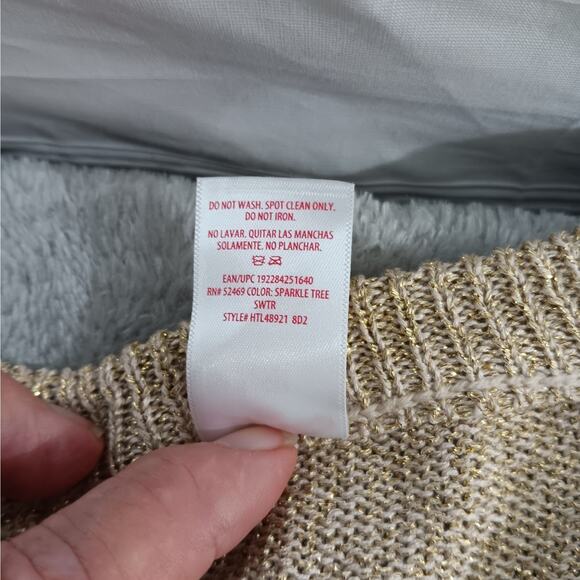 DO NOT WASH. SPOT CLEAN ONLY.
DO NOT IRON.
NO LAVAR. QUITAR LAS MANCHAS
SOLAMENTE. NO PLANCHAR.
EAN/UPC 192284251640
RN# 52469 COLOR: SPARKLE TREE
SWTR
STYLE# HTL48921 8D2